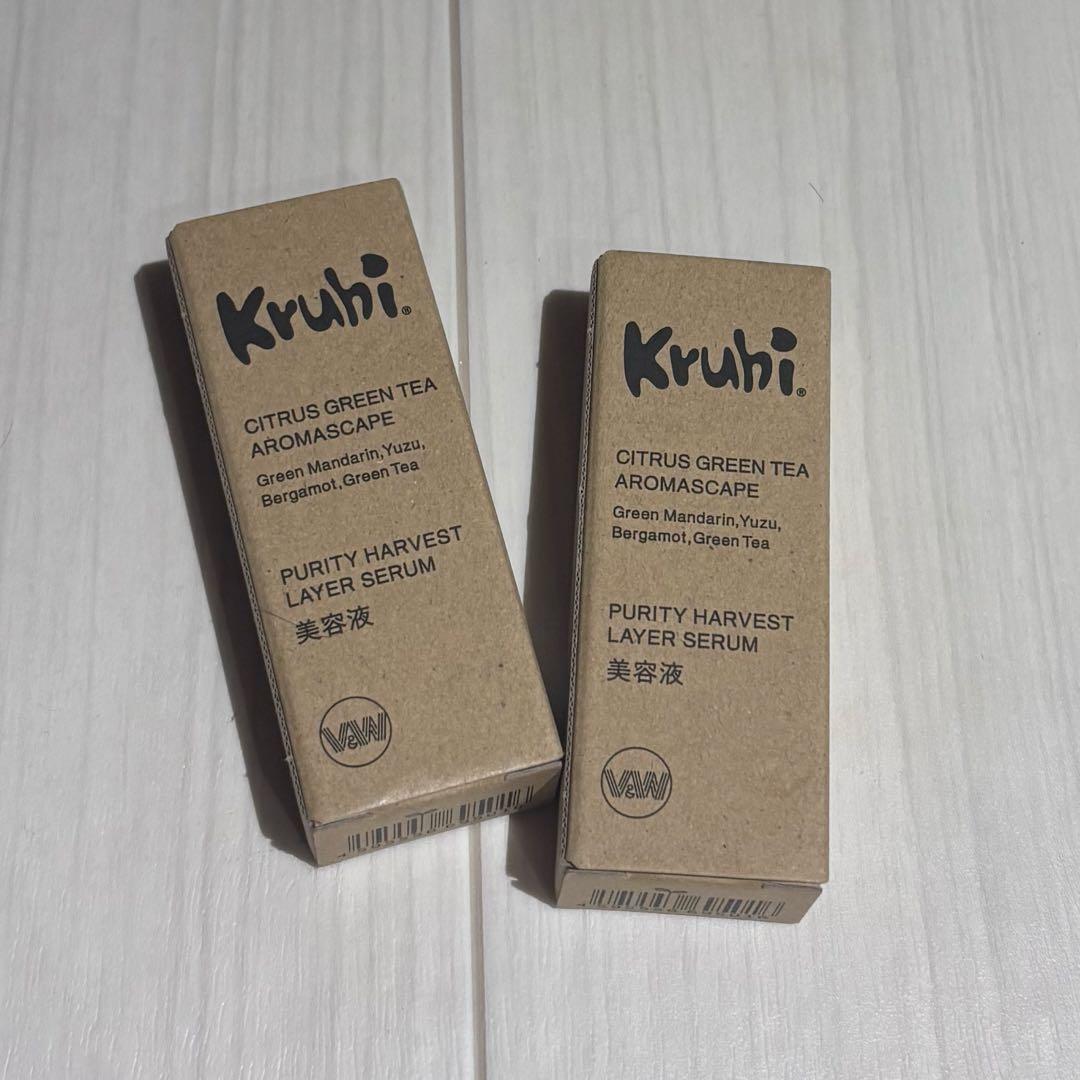 Kruhi®
CITRUS GREEN TEA
AROMASCAPE
Green Mandarin,Yuzu,
Bergamot,Green Tea
PURITY HARVEST
LAYER SERUM
美容液
V&W
Kruhi®
CITRUS GREEN TEA
AROMASCAPE
Green Mandarin,Yuzu,
Bergamot,Green Tea
PURITY HARVEST
LAYER SERUM
美容液
V&W